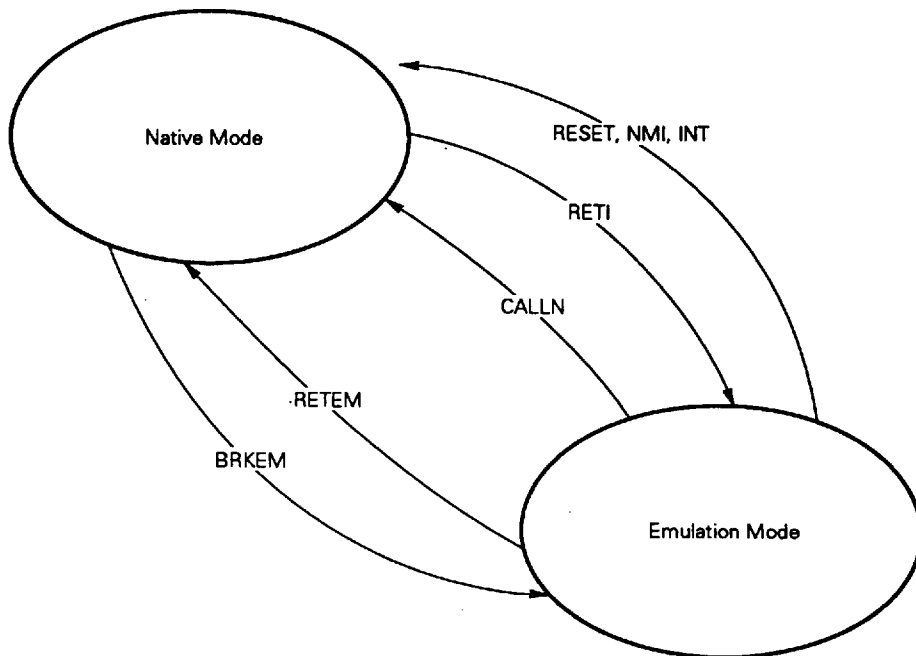 Native Mode
RESET, NMI, INT
RETI
CALLN
RETEM
BRKEM
Emulation Mode